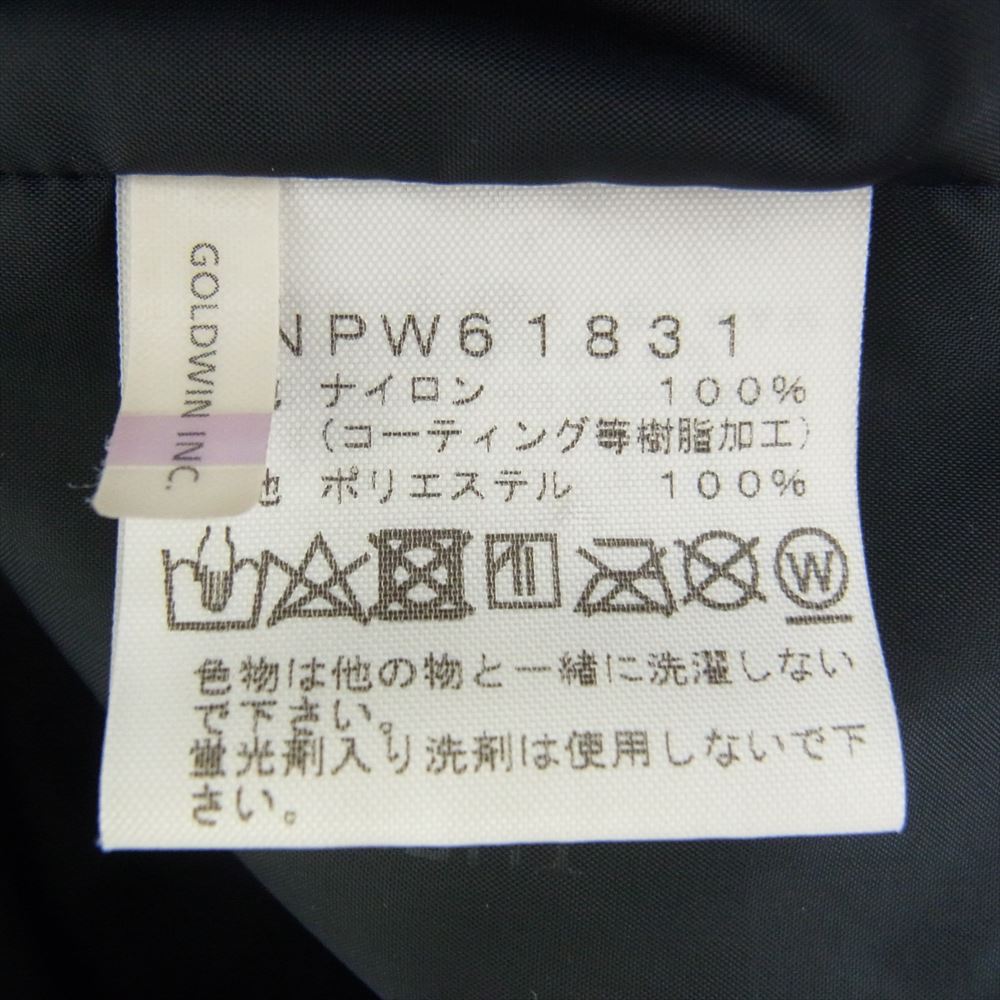 GOLDWIN INC.
NPW61831
ナイロン 100%
(コーティング等樹脂加工)
地 ポリエステル 100%
W
色物は他の物と一緒に洗濯しない
で下さい。
蛍光剤入り洗剤は使用しないで下
さい。